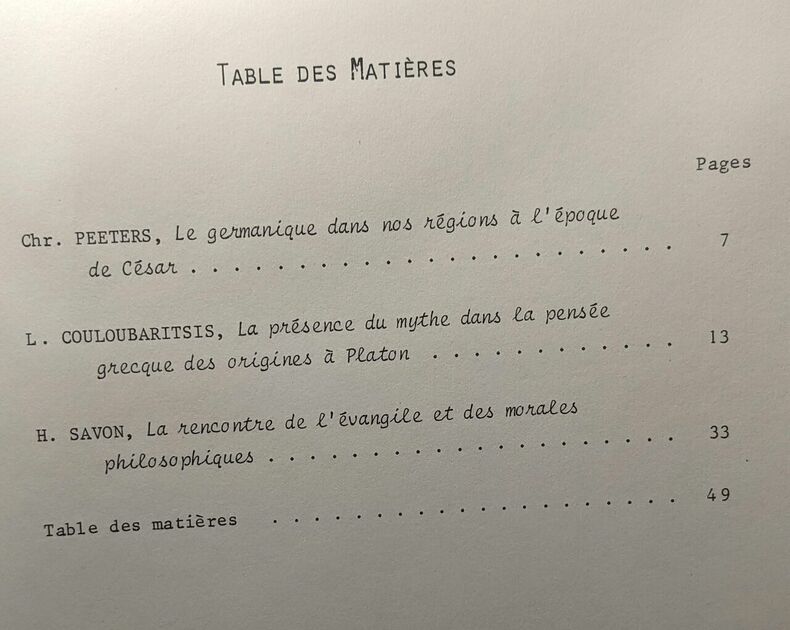 TABLE DES MATIÈRES
Pages
Chr. PEETERS, Le germanique dans nos régions à l'époque
de César . . . . . . . . . . . . . . . . . . . . . . 7
L. COULOUBARITSIS, La présence du mythe dans la pensée
grecque des origines à Platon . . . . . . . . . . . 13
H. SAVON, La rencontre de l'évangile et des morales
philosophiques . . . . . . . . . . . . . . . . . . . 33
Table des matières . . . . . . . . . . . . . . . . . . . 49